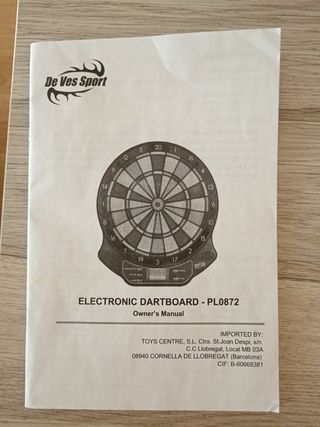 De Ves Sport
ELECTRONIC DARTBOARD - PL0872
Owner's Manual
IMPORTED BY:
TOYS CENTRE, S.L. Ctra. St.Joan Despi, s/n
C.C Llobregat, Local MB 03A
08940 CORNELLA DE LLOBREGAT (Barcelona)
CIF: B-60668381